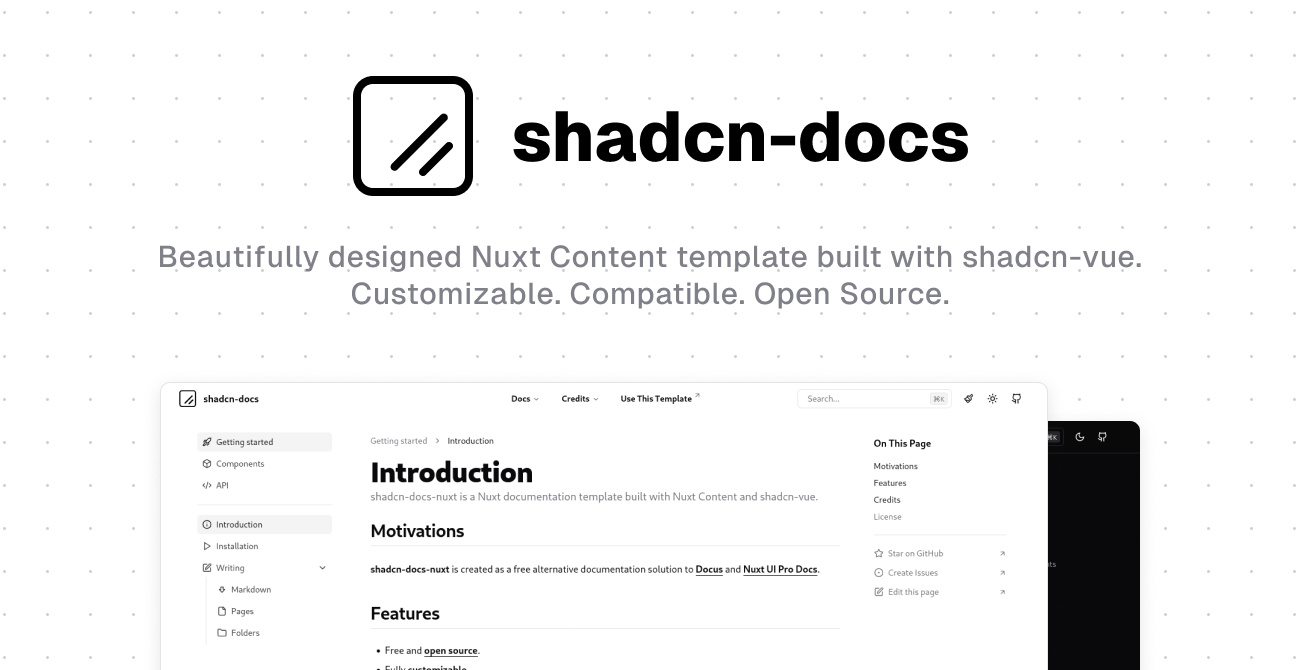 shadcn-docs
Beautifully designed Nuxt Content template built with shadcn-vue.
Customizable. Compatible. Open Source.
shadcn-docs
Docs
Credits
Use This Template
Search...
⌘K
⌘K
Getting started
Components
API
Introduction
Installation
Writing
Markdown
Pages
Folders
Getting started > Introduction
Introduction
shadcn-docs-nuxt is a Nuxt documentation template built with Nuxt Content and shadcn-vue.
Motivations
shadcn-docs-nuxt is created as a free alternative documentation solution to Docus and Nuxt UI Pro Docs.
Features
• Free and open source.
• Fully customizable.
On This Page
Motivations
Features
Credits
License
Star on GitHub
Create Issues
Edit this page